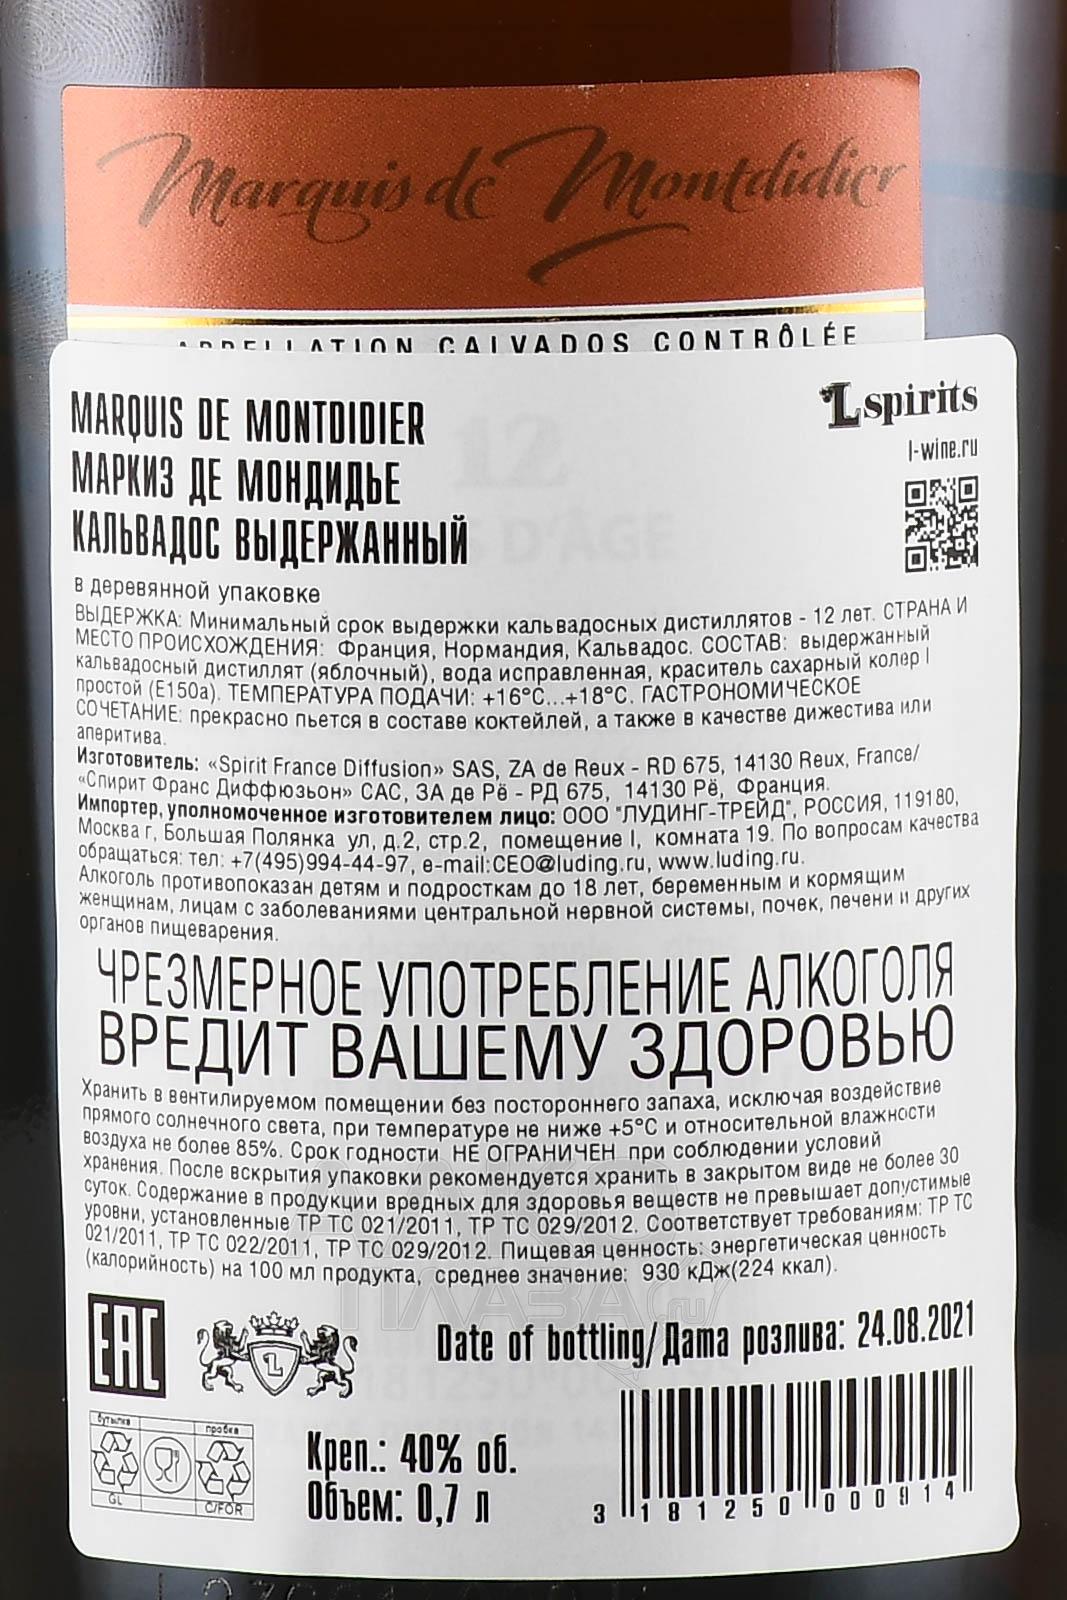 Marquis de Montdidier
APPELLATION CALVADOS CONTRÔLÉE
MARQUIS DE MONTDIDIER
МАРКИЗ ДЕ МОНДИДЬЕ
КАЛЬВАДОС ВЫДЕРЖАННЫЙ
Lspirits
l-wine.ru
12
D'ÂGE
в деревянной упаковке
ВЫДЕРЖКА: Минимальный срок выдержки кальвадосных дистиллятов - 12 лет. СТРАНА И
МЕСТО ПРОИСХОЖДЕНИЯ: Франция, Нормандия, Кальвадос. СОСТАВ: выдержанный
кальвадосный дистиллят (яблочный), вода исправленная, краситель сахарный колер I
простой (Е150а). ТЕМПЕРАТУРА ПОДАЧИ: +16°С...+18°С. ГАСТРОНОМИЧЕСКОЕ
СОЧЕТАНИЕ: прекрасно пьется в составе коктейлей, а также в качестве дижестива или
аперитива.
Изготовитель: «Spirit France Diffusion» SAS, ZA de Reux - RD 675, 14130 Reux, France/
«Спирит Франс Диффюзьон» САС, ЗА де Рё - РД 675, 14130 Рё, Франция.
Импортер, уполномоченное изготовителем лицо: ООО "ЛУДИНГ-ТРЕЙД", РОССИЯ, 119180,
Москва г, Большая Полянка ул, д.2, стр.2, помещение I, комната 19. По вопросам качества
обращаться: тел: +7(495)994-44-97, e-mail:CEO@luding.ru, www.luding.ru.
Алкоголь противопоказан детям и подросткам до 18 лет, беременным и кормящим
женщинам, лицам с заболеваниями центральной нервной системы, почек, печени и других
органов пищеварения.
ЧРЕЗМЕРНОЕ УПОТРЕБЛЕНИЕ АЛКОГОЛЯ
ВРЕДИТ ВАШЕМУ ЗДОРОВЬЮ
Хранить в вентилируемом помещении без постороннего запаха, исключая воздействие
прямого солнечного света, при температуре не ниже +5°С и относительной влажности
воздуха не более 85%. Срок годности НЕ ОГРАНИЧЕН при соблюдении условий
хранения. После вскрытия упаковки рекомендуется хранить в закрытом виде не более 30
суток. Содержание в продукции вредных для здоровья веществ не превышает допустимые
уровни, установленные ТР ТС 021/2011, ТР ТС 029/2012. Соответствует требованиям: ТР ТС
021/2011, ТР ТС 022/2011, ТР ТС 029/2012. Пищевая ценность: энергетическая ценность
(калорийность) на 100 мл продукта, среднее значение: 930 кДж(224 ккал).
ЕАС
L
Date of bottling/Дата розлива: 24.08.2021
бутылка
пробка
GL
C/FOR
Креп.: 40% об.
Объем: 0,7 л
3 181250 000814
АЛКО
ПЛАЗА.ru